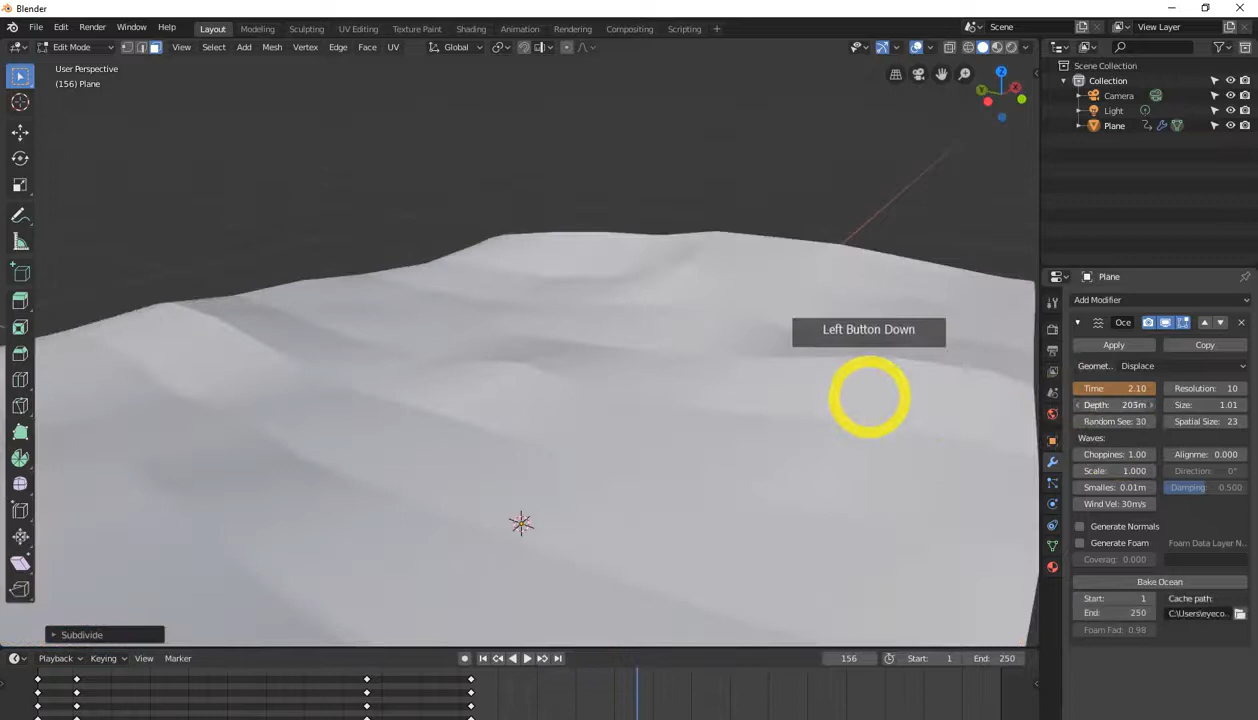 Blender
File Edit Render Window Help Layout Modeling Sculpting UV Editing Texture Paint Shading Animation Rendering Compositing Scripting + Scene View Layer
Edit Mode View Select Add Mesh Vertex Edge Face UV Global
User Perspective
(156) Plane
Scene Collection
Collection
Camera
Light
Plane
Z
Y
X
Left Button Down
Plane
Add Modifier
Oce
Apply Copy
Geomet.. Displace
Time: 2.10 Resolution: 10
Depth: 203m Size: 1.01
Random See: 30 Spatial Size: 23
Waves:
Choppines: 1.00 Alignme: 0.000
Scale: 1.000 Direction: 0°
Smalles: 0.01m Damping: 0.500
Wind Vel: 30m/s
Generate Normals
Generate Foam Foam Data Layer N..
Coverag: 0.000
Bake Ocean
Start: 1 Cache path:
End: 250 C:\Users\eyeco..
Foam Fad: 0.98
Subdivide
Playback Keying View Marker 156 Start: 1 End: 250